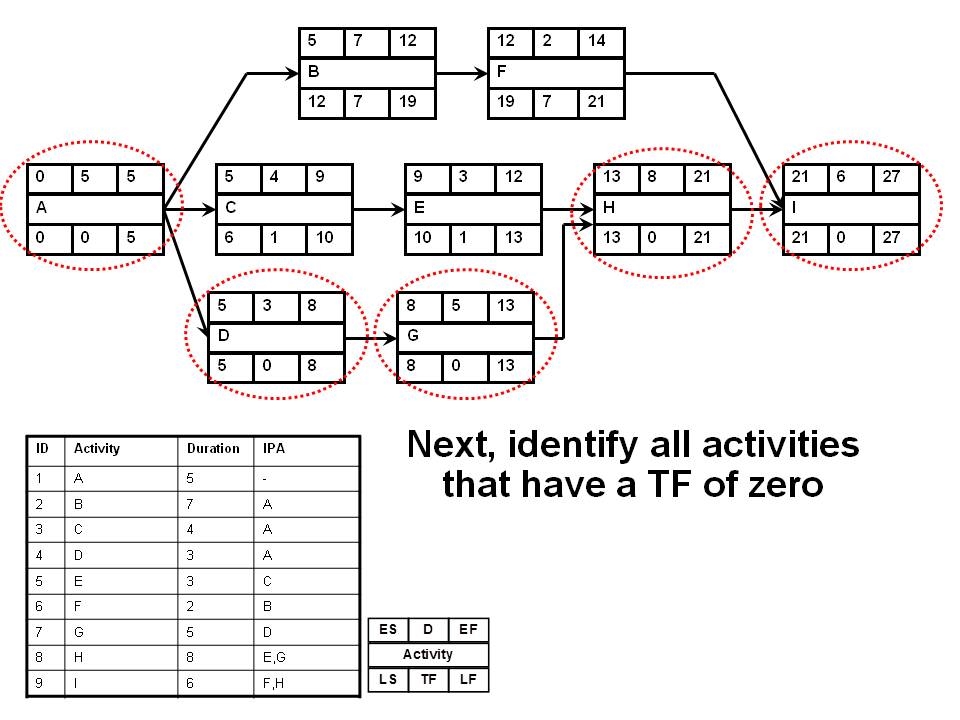 5 7 12
B
12 7 19
12 2 14
F
19 7 21
0 5 5
A
0 0 5
5 4 9
C
6 1 10
9 3 12
E
10 1 13
13 8 21
H
13 0 21
21 6 27
I
21 0 27
5 3 8
D
5 0 8
8 5 13
G
8 0 13
Next, identify all activities
that have a TF of zero
ID Activity Duration IPA
1 A 5 -
2 B 7 A
3 C 4 A
4 D 3 A
5 E 3 C
6 F 2 B
7 G 5 D
8 H 8 E,G
9 I 6 F,H
ES D EF
Activity
LS TF LF